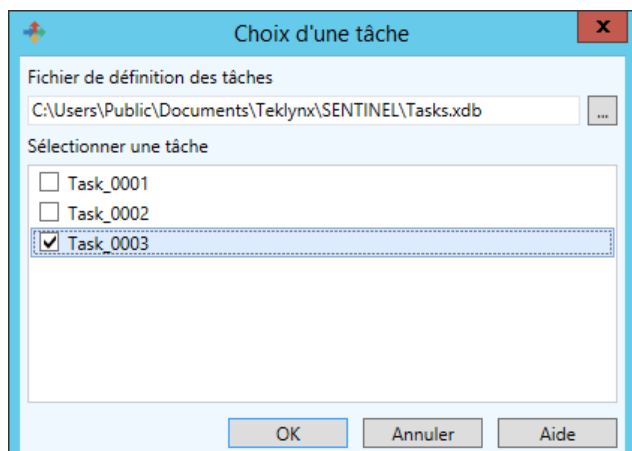 Choix d'une tâche
x
Fichier de définition des tâches
C:\Users\Public\Documents\Teklynx\SENTINEL\Tasks.xdb
...
Sélectionner une tâche
Task_0001
Task_0002
Task_0003
OK Annuler Aide